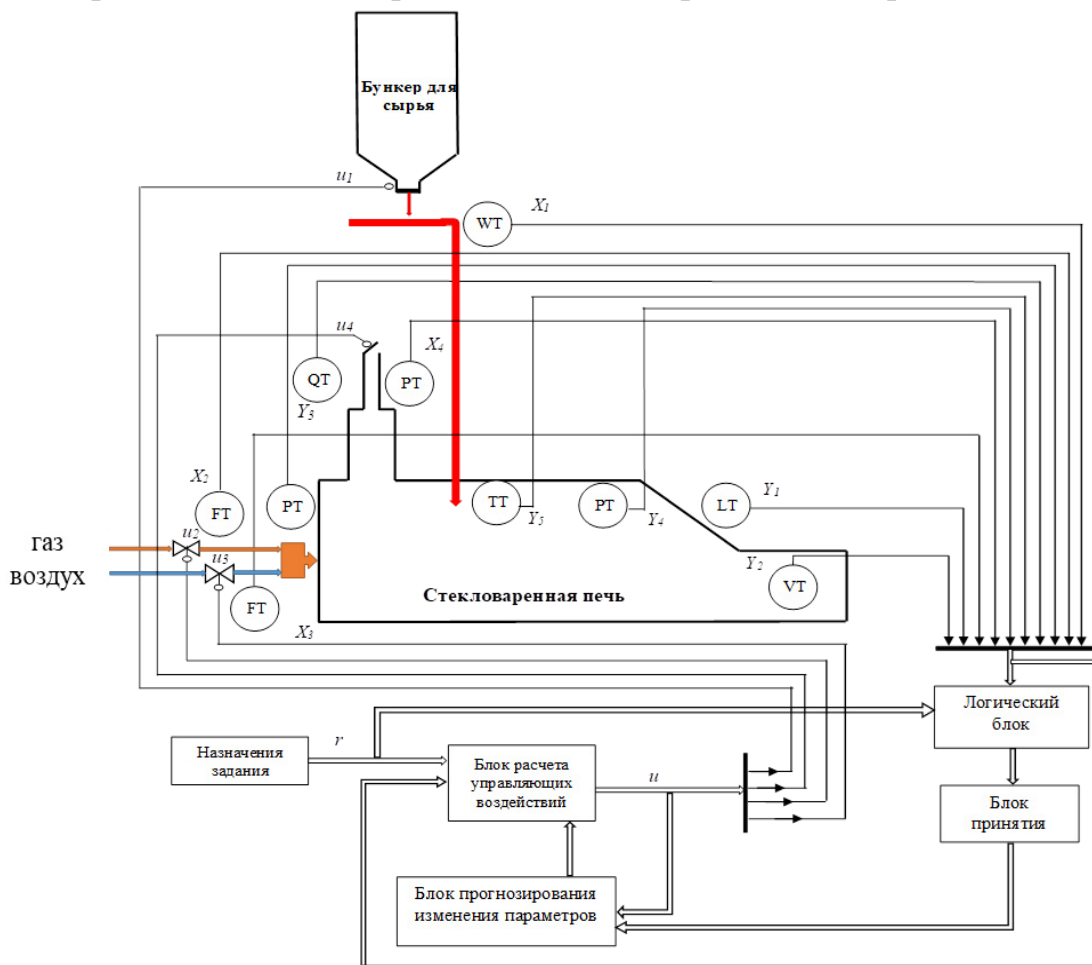 Бункер для
сырья
u1
X1
WT
u4
X4
QT
PT
Y3
X2
FT
PT
TT
Y5
PT
Y4
LT
Y1
газ
воздух
u2
u3
Y2
VT
FT
X3
Стекловаренная печь
Логический
блок
Назначения
задания
r
Блок расчета
управляющих
воздействий
u
Блок
принятия
Блок прогнозирования
изменения параметров